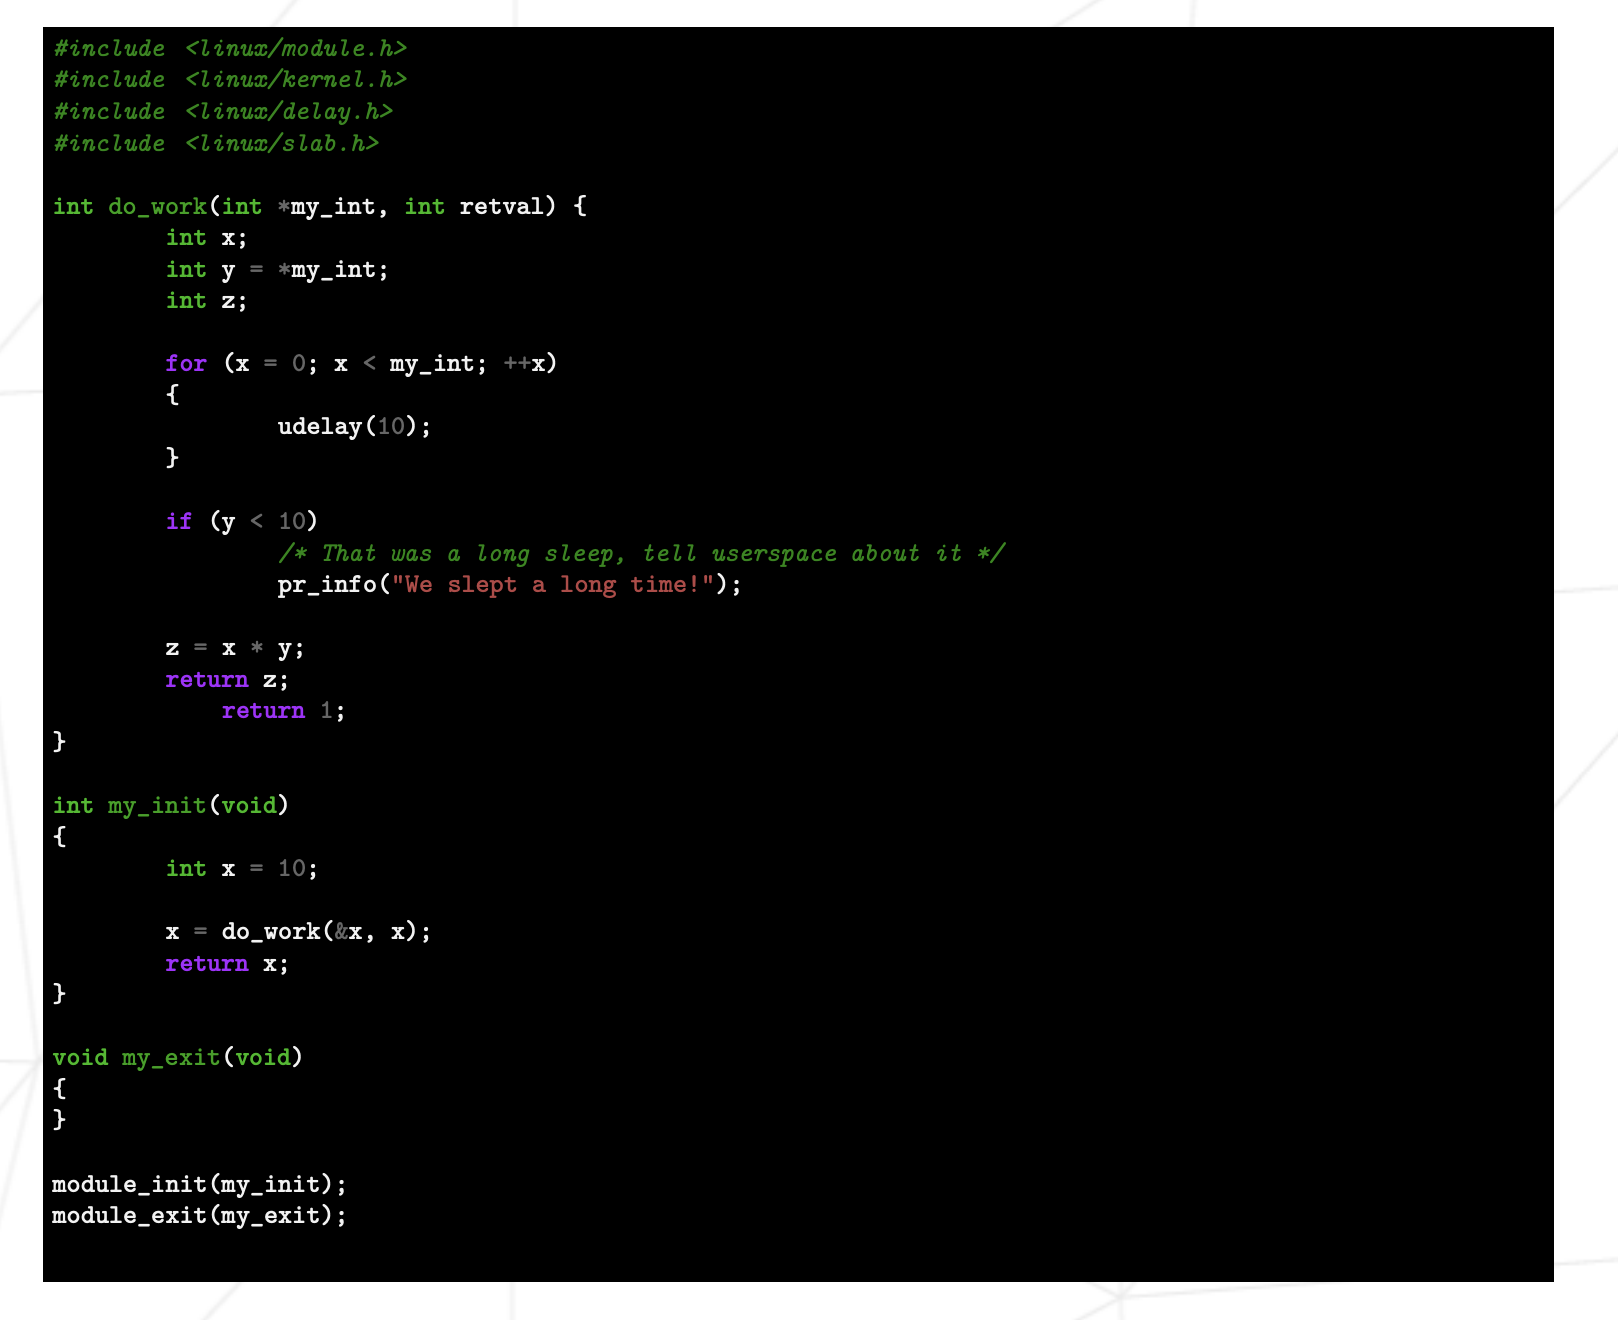 #include <linux/module.h>
#include <linux/kernel.h>
#include <linux/delay.h>
#include <linux/slab.h>
int do_work(int *my_int, int retval) {
int x;
int y = *my_int;
int z;
for (x = 0; x < my_int; ++x)
{
udelay(10);
}
if (y < 10)
/* That was a long sleep, tell userspace about it */
pr_info("We slept a long time!");
z = x * y;
return z;
return 1;
}
int my_init(void)
{
int x = 10;
x = do_work(&x, x);
return x;
}
void my_exit(void)
{
}
module_init(my_init);
module_exit(my_exit);